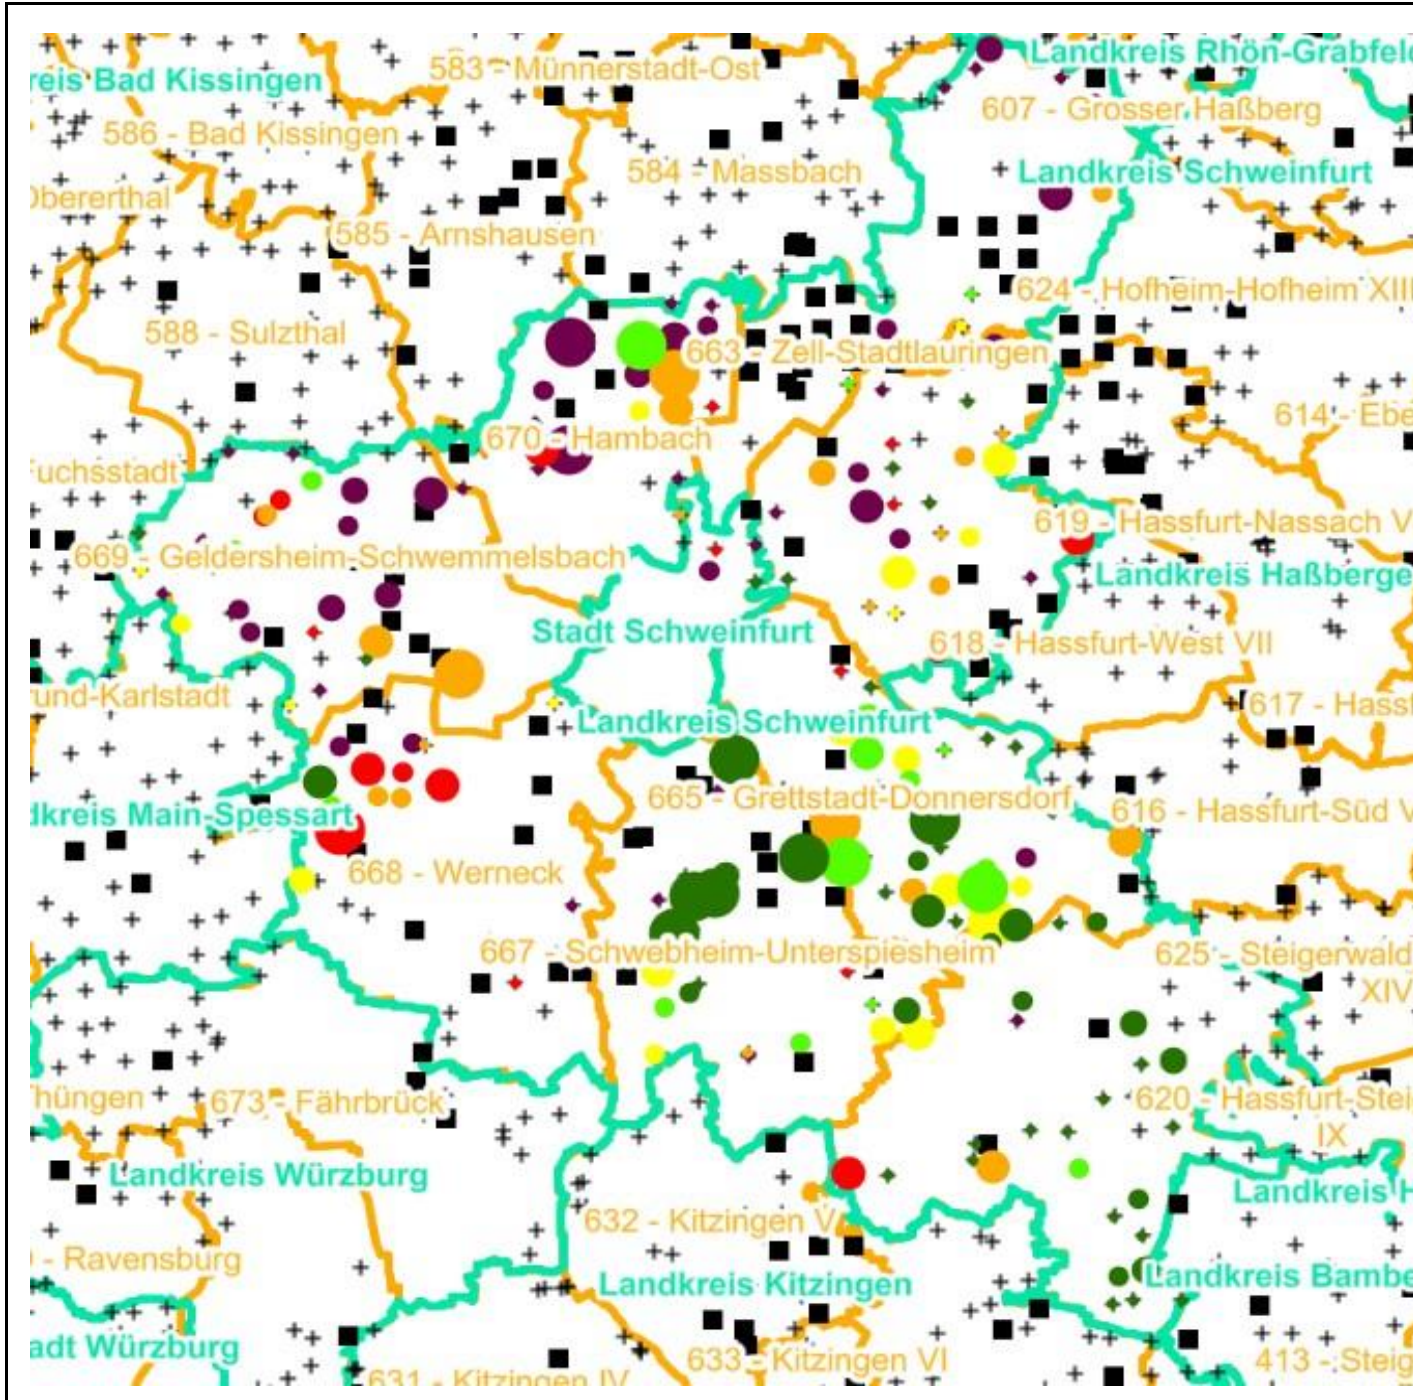 Landkreis Rhön-Grabfeld
583 - Münnerstadt-Ost
reis Bad Kissingen
607 - Grosser Haßberg
586 - Bad Kissingen
584 - Massbach
Landkreis Schweinfurt
Obererthal
585 - Arnshausen
624 - Hofheim-Hofheim XIII
588 - Sulzthal
663 - Zell-Stadtlauringen
614 - Ebe
670 - Hambach
uchsstadt
619 - Hassfurt-Nassach V
669 - Geldersheim-Schwemmelsbach
Landkreis Haßberge
Stadt Schweinfurt
618 - Hassfurt-West VII
und-Karlstadt
617 - Hassf
Landkreis Schweinfurt
665 - Grettstadt-Donnersdorf
616 - Hassfurt-Süd V
dkreis Main-Spessart
668 - Werneck
667 - Schwebheim-Unterspiesheim
625 - Steigerwald
XIV
hüngen
673 - Fährbrück
620 - Hassfurt-Stei
IX
Landkreis Würzburg
Landkreis H
632 - Kitzingen V
- Ravensburg
Landkreis Kitzingen
Landkreis Bambe
adt Würzburg
633 - Kitzingen VI
413 - Steig
631 - Kitzingen IV